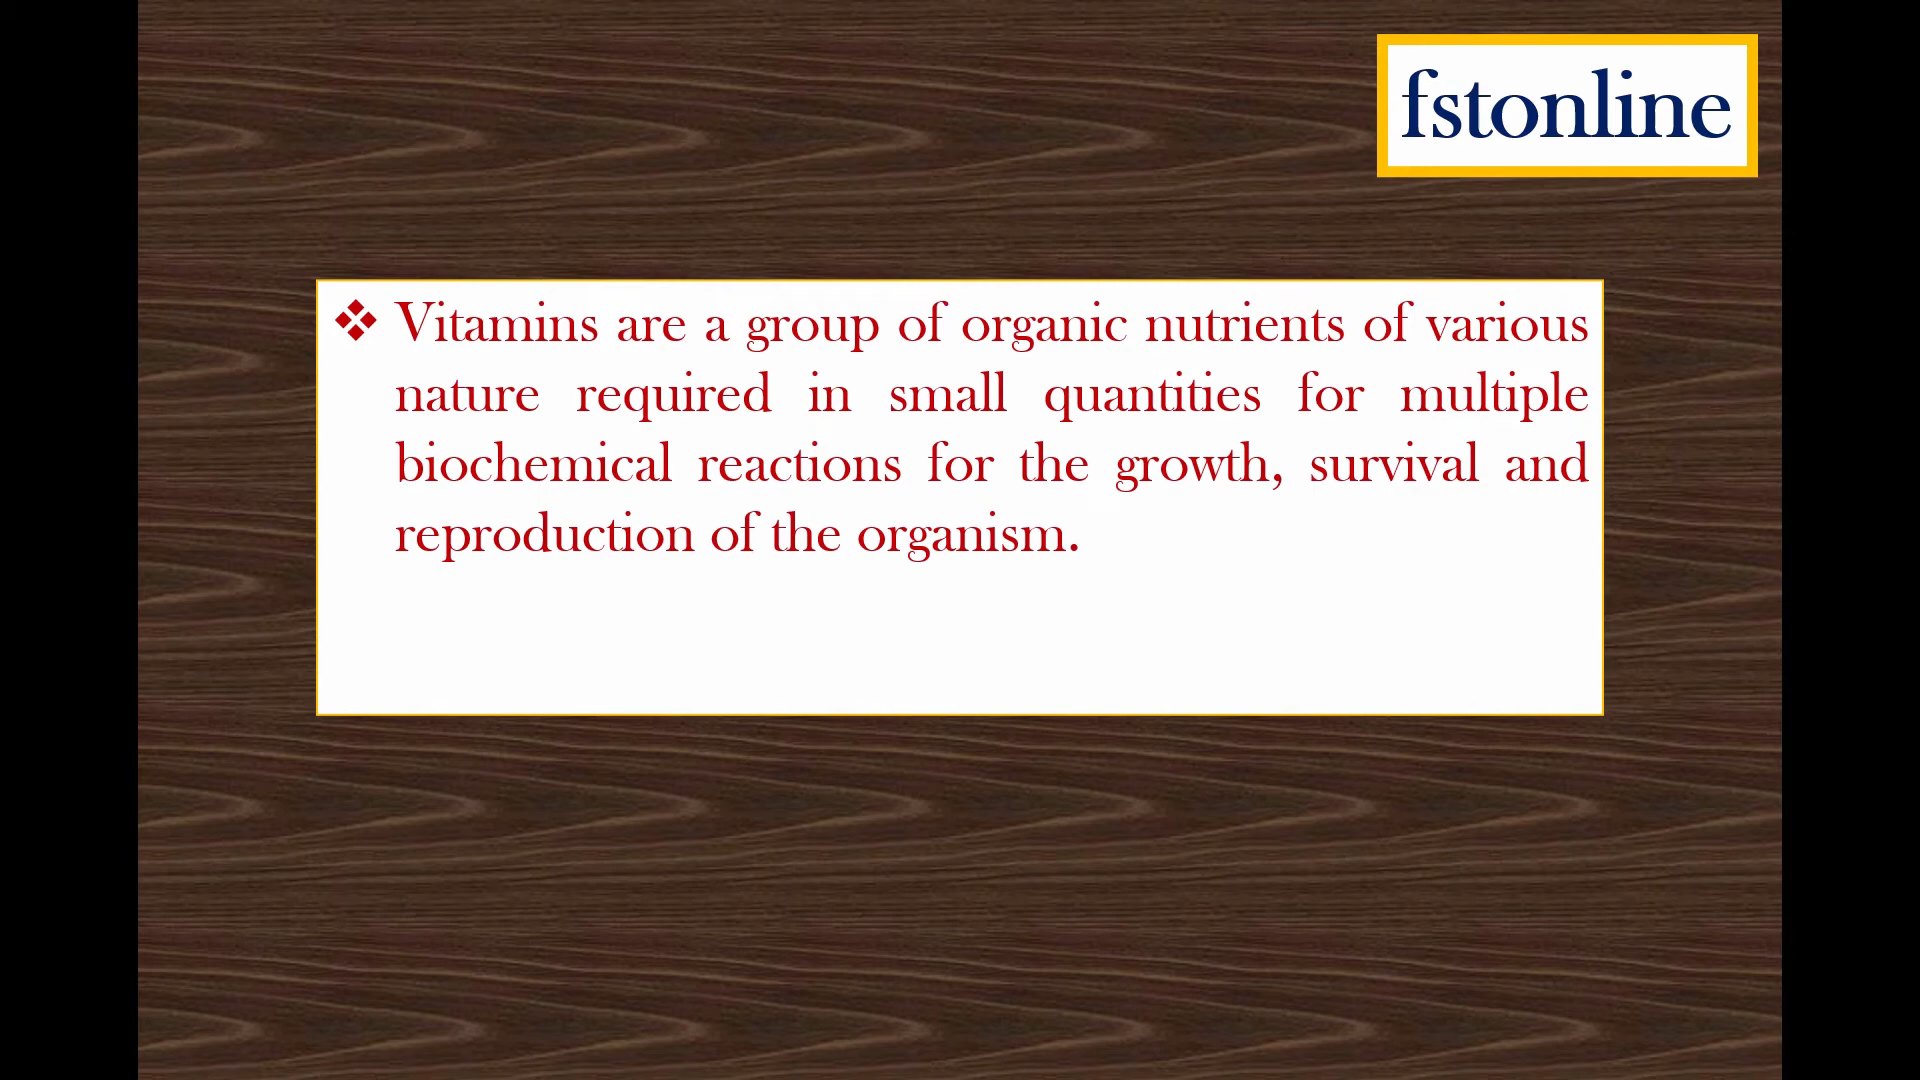 fstonline
❖ Vitamins are a group of organic nutrients of various
nature required in small quantities for multiple
biochemical reactions for the growth, survival and
reproduction of the organism.